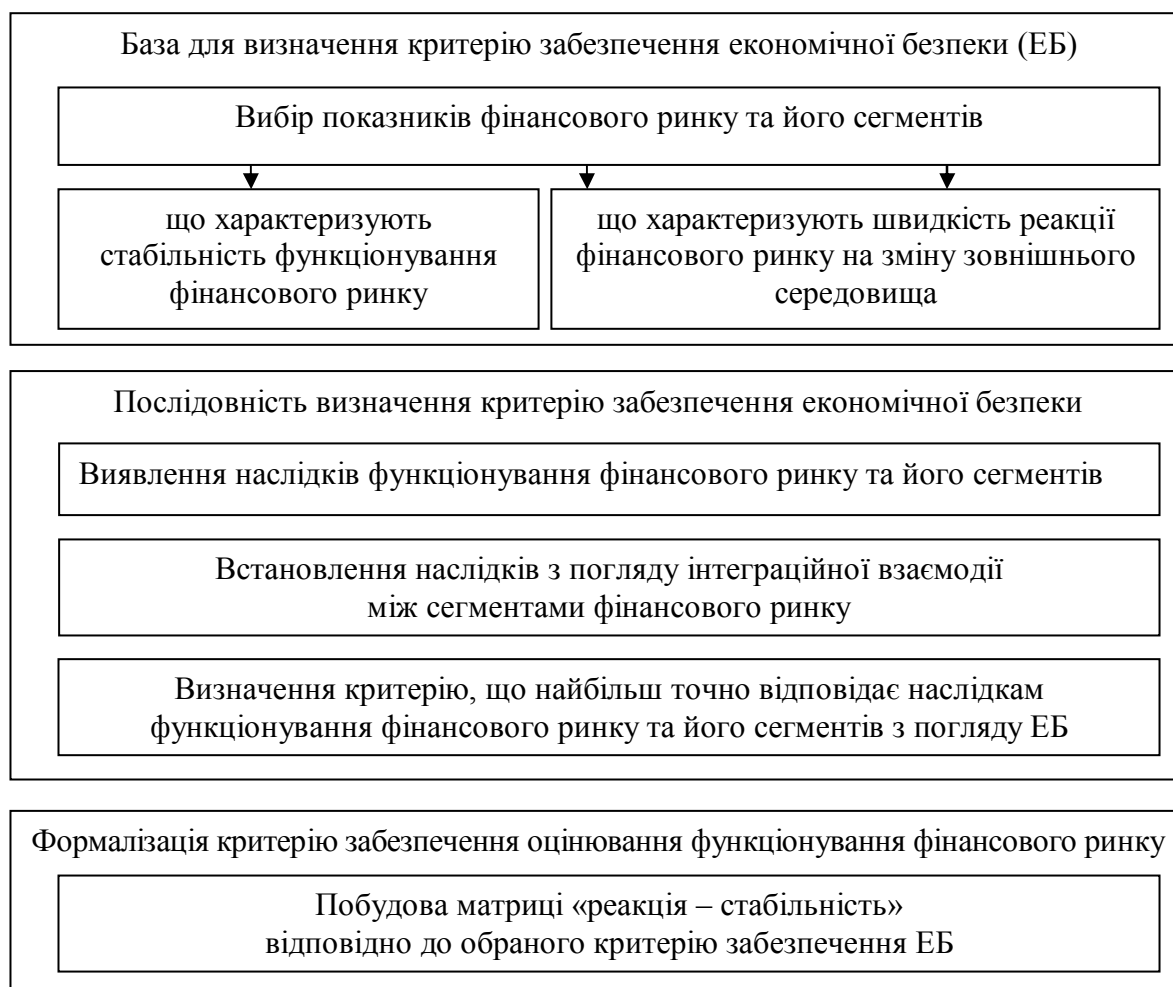 База для визначення критерію забезпечення економічної безпеки (ЕБ)
Вибір показників фінансового ринку та його сегментів
що характеризують
стабільність функціонування
фінансового ринку
що характеризують швидкість реакції
фінансового ринку на зміну зовнішнього
середовища
Послідовність визначення критерію забезпечення економічної безпеки
Виявлення наслідків функціонування фінансового ринку та його сегментів
Встановлення наслідків з погляду інтеграційної взаємодії
між сегментами фінансового ринку
Визначення критерію, що найбільш точно відповідає наслідкам
функціонування фінансового ринку та його сегментів з погляду ЕБ
Формалізація критерію забезпечення оцінювання функціонування фінансового ринку
Побудова матриці «реакція – стабільність»
відповідно до обраного критерію забезпечення ЕБ